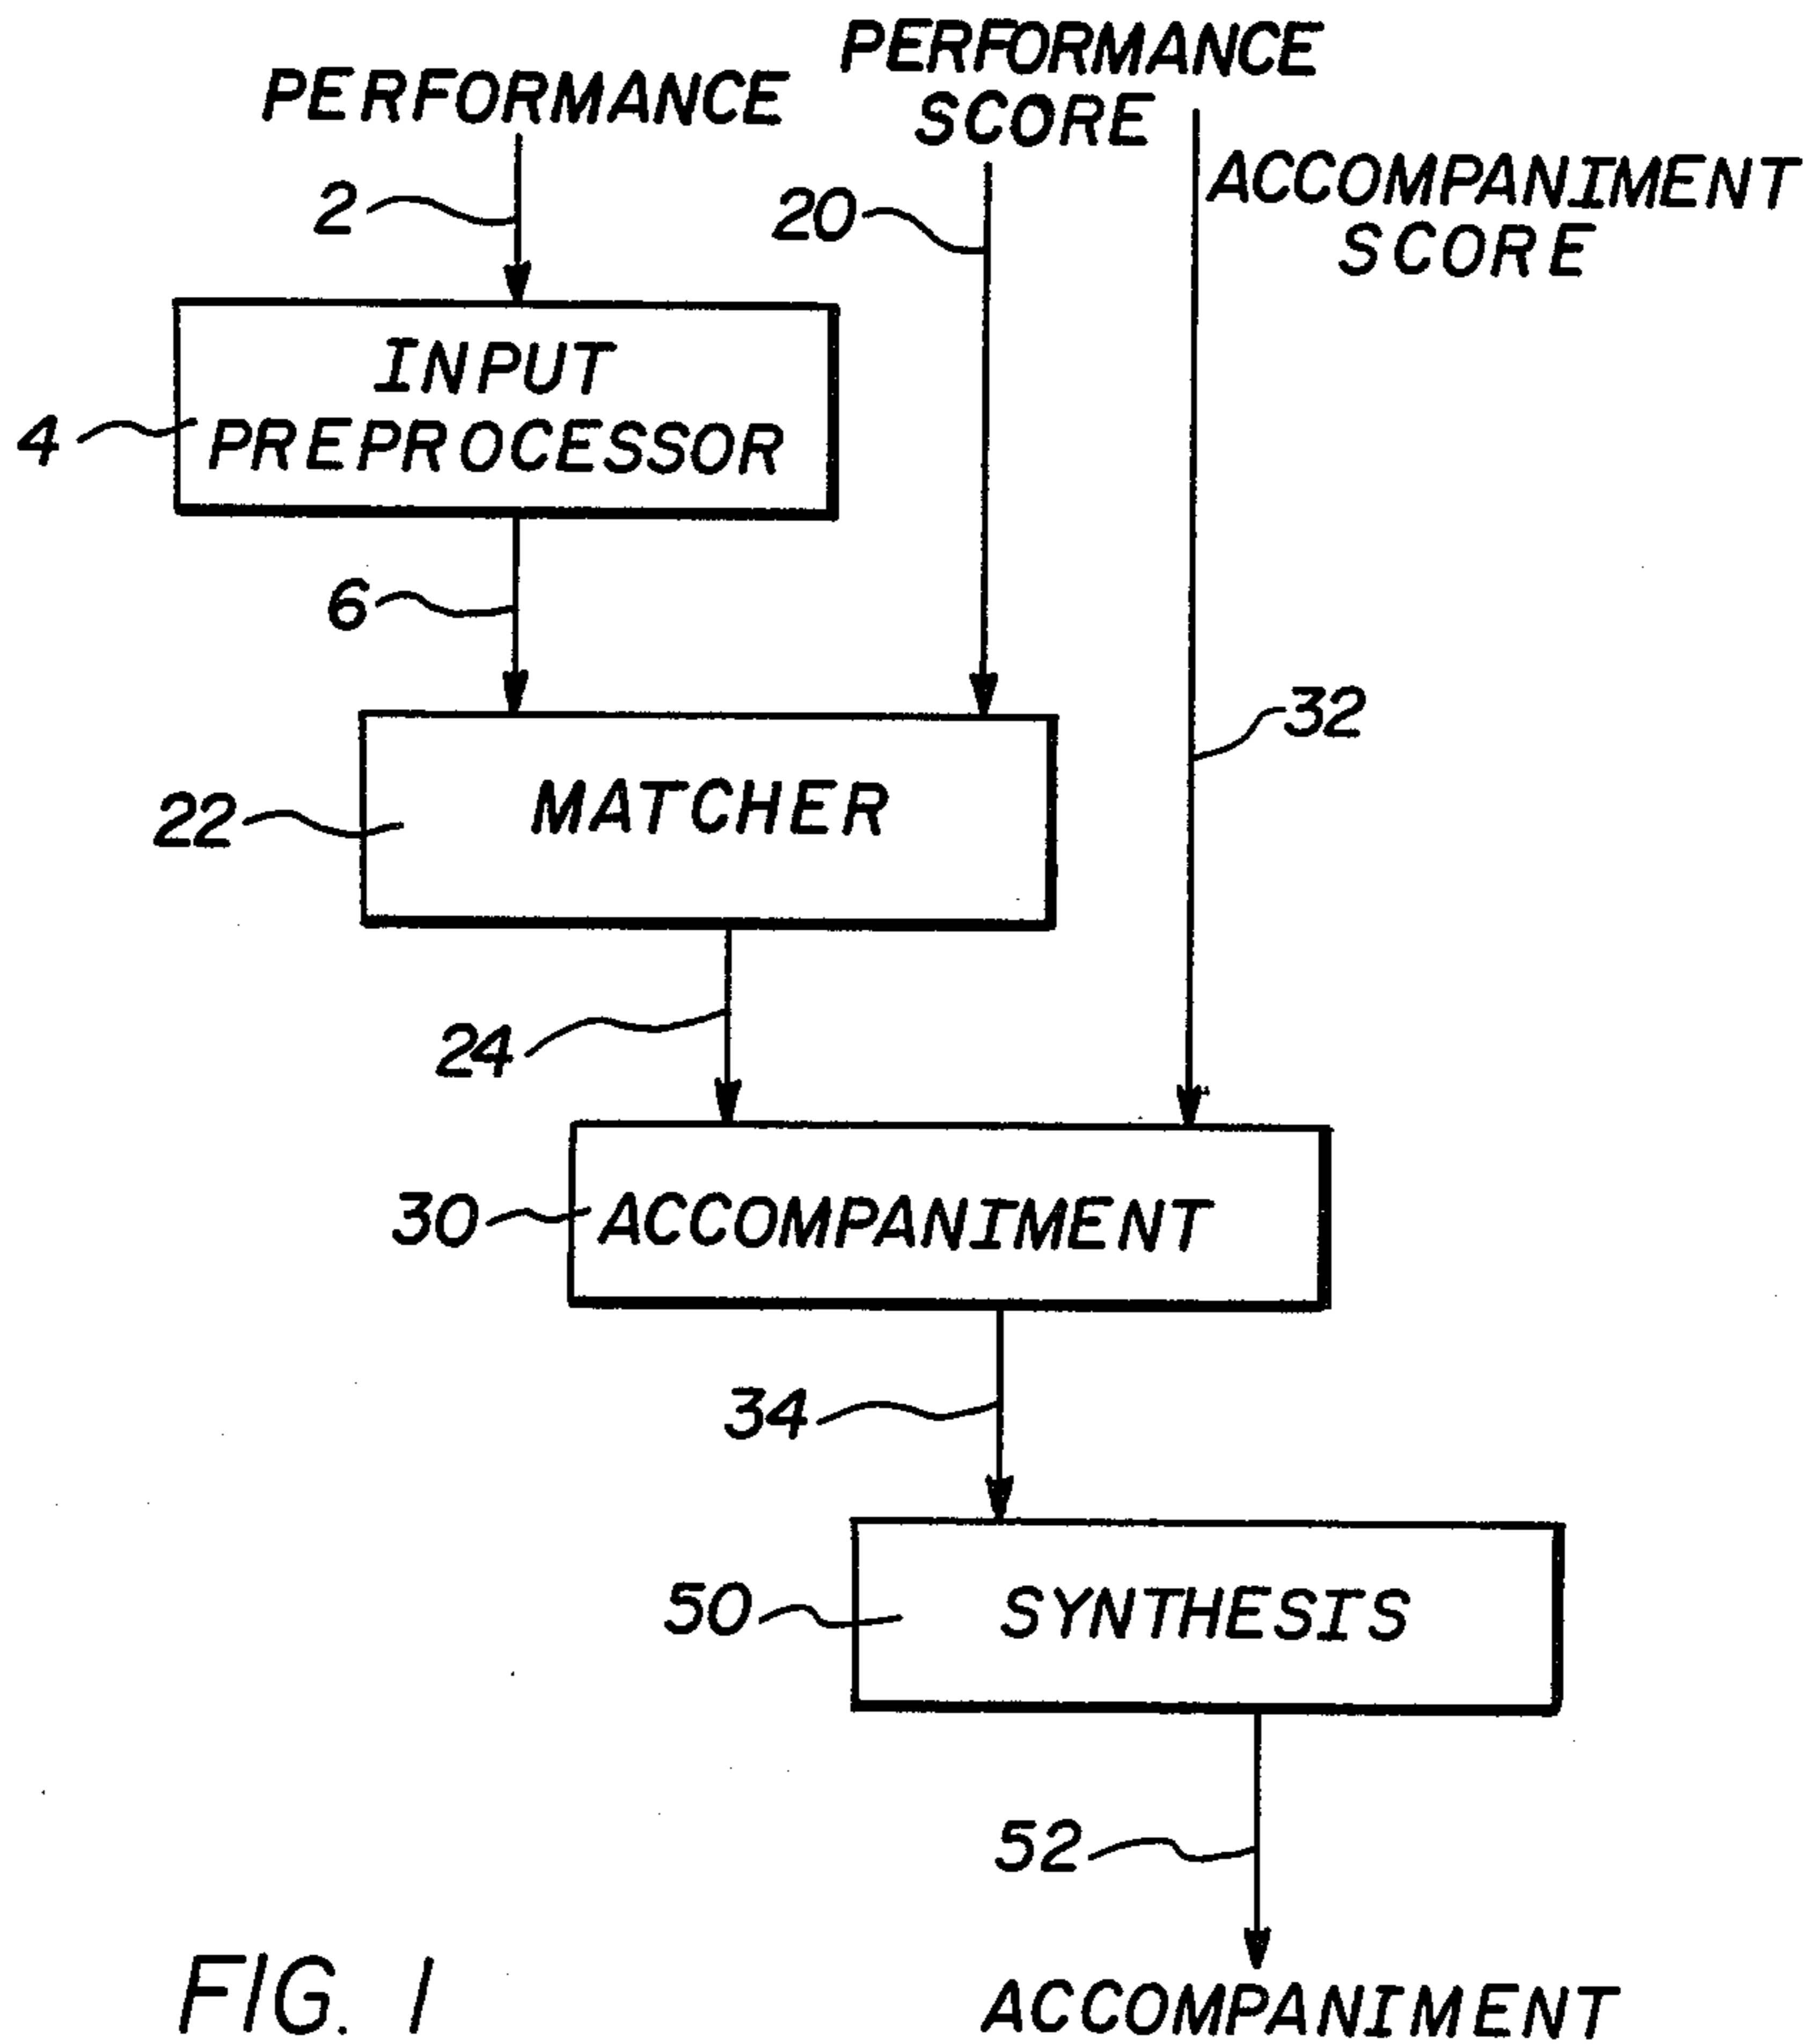 PERFORMANCE
PERFORMANCE
SCORE
ACCOMPANIMENT
SCORE
2
20
INPUT
PREPROCESSOR
4
6
32
MATCHER
22
24
30
ACCOMPANIMENT
34
50
SYNTHESIS
52
ACCOMPANIMENT
FIG. 1